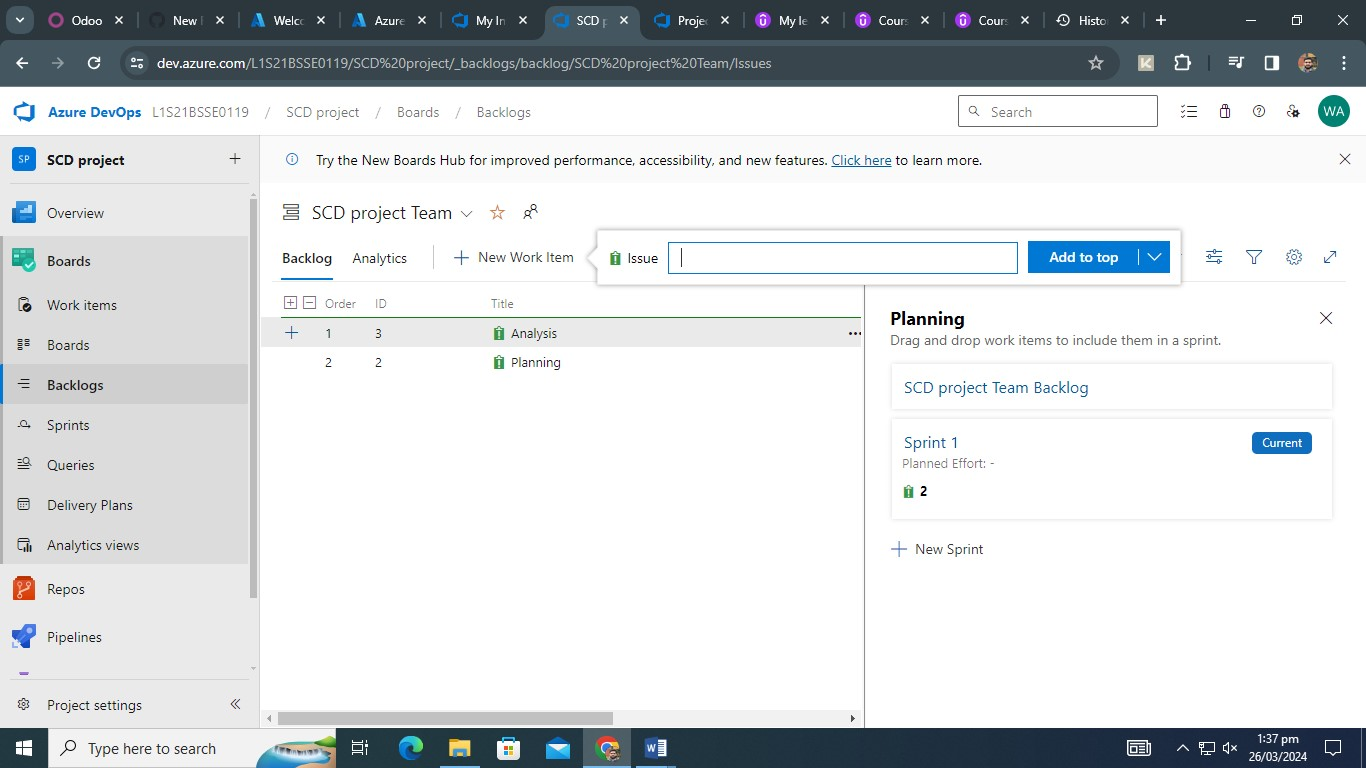 Odoo
New
Welco
Azure
My In
SCD p
Projec
My le
Cours
Cours
Histo
dev.azure.com/L1S21BSSE0119/SCD%20project/_backlogs/backlog/SCD%20project%20Team/Issues
K
Azure DevOps L1S21BSSE0119 / SCD project / Boards / Backlogs
Search
WA
SP SCD project
Try the New Boards Hub for improved performance, accessibility, and new features. Click here to learn more.
Overview
SCD project Team
Boards
Backlog Analytics New Work Item
Issue Add to top
Work items
Order ID Title
1 3 Analysis
2 2 Planning
Boards
Backlogs
Sprints
Queries
Delivery Plans
Analytics views
Repos
Pipelines
Project settings
Planning
Drag and drop work items to include them in a sprint.
SCD project Team Backlog
Sprint 1 Current
Planned Effort: -
2
New Sprint
Type here to search
1:37 pm
26/03/2024